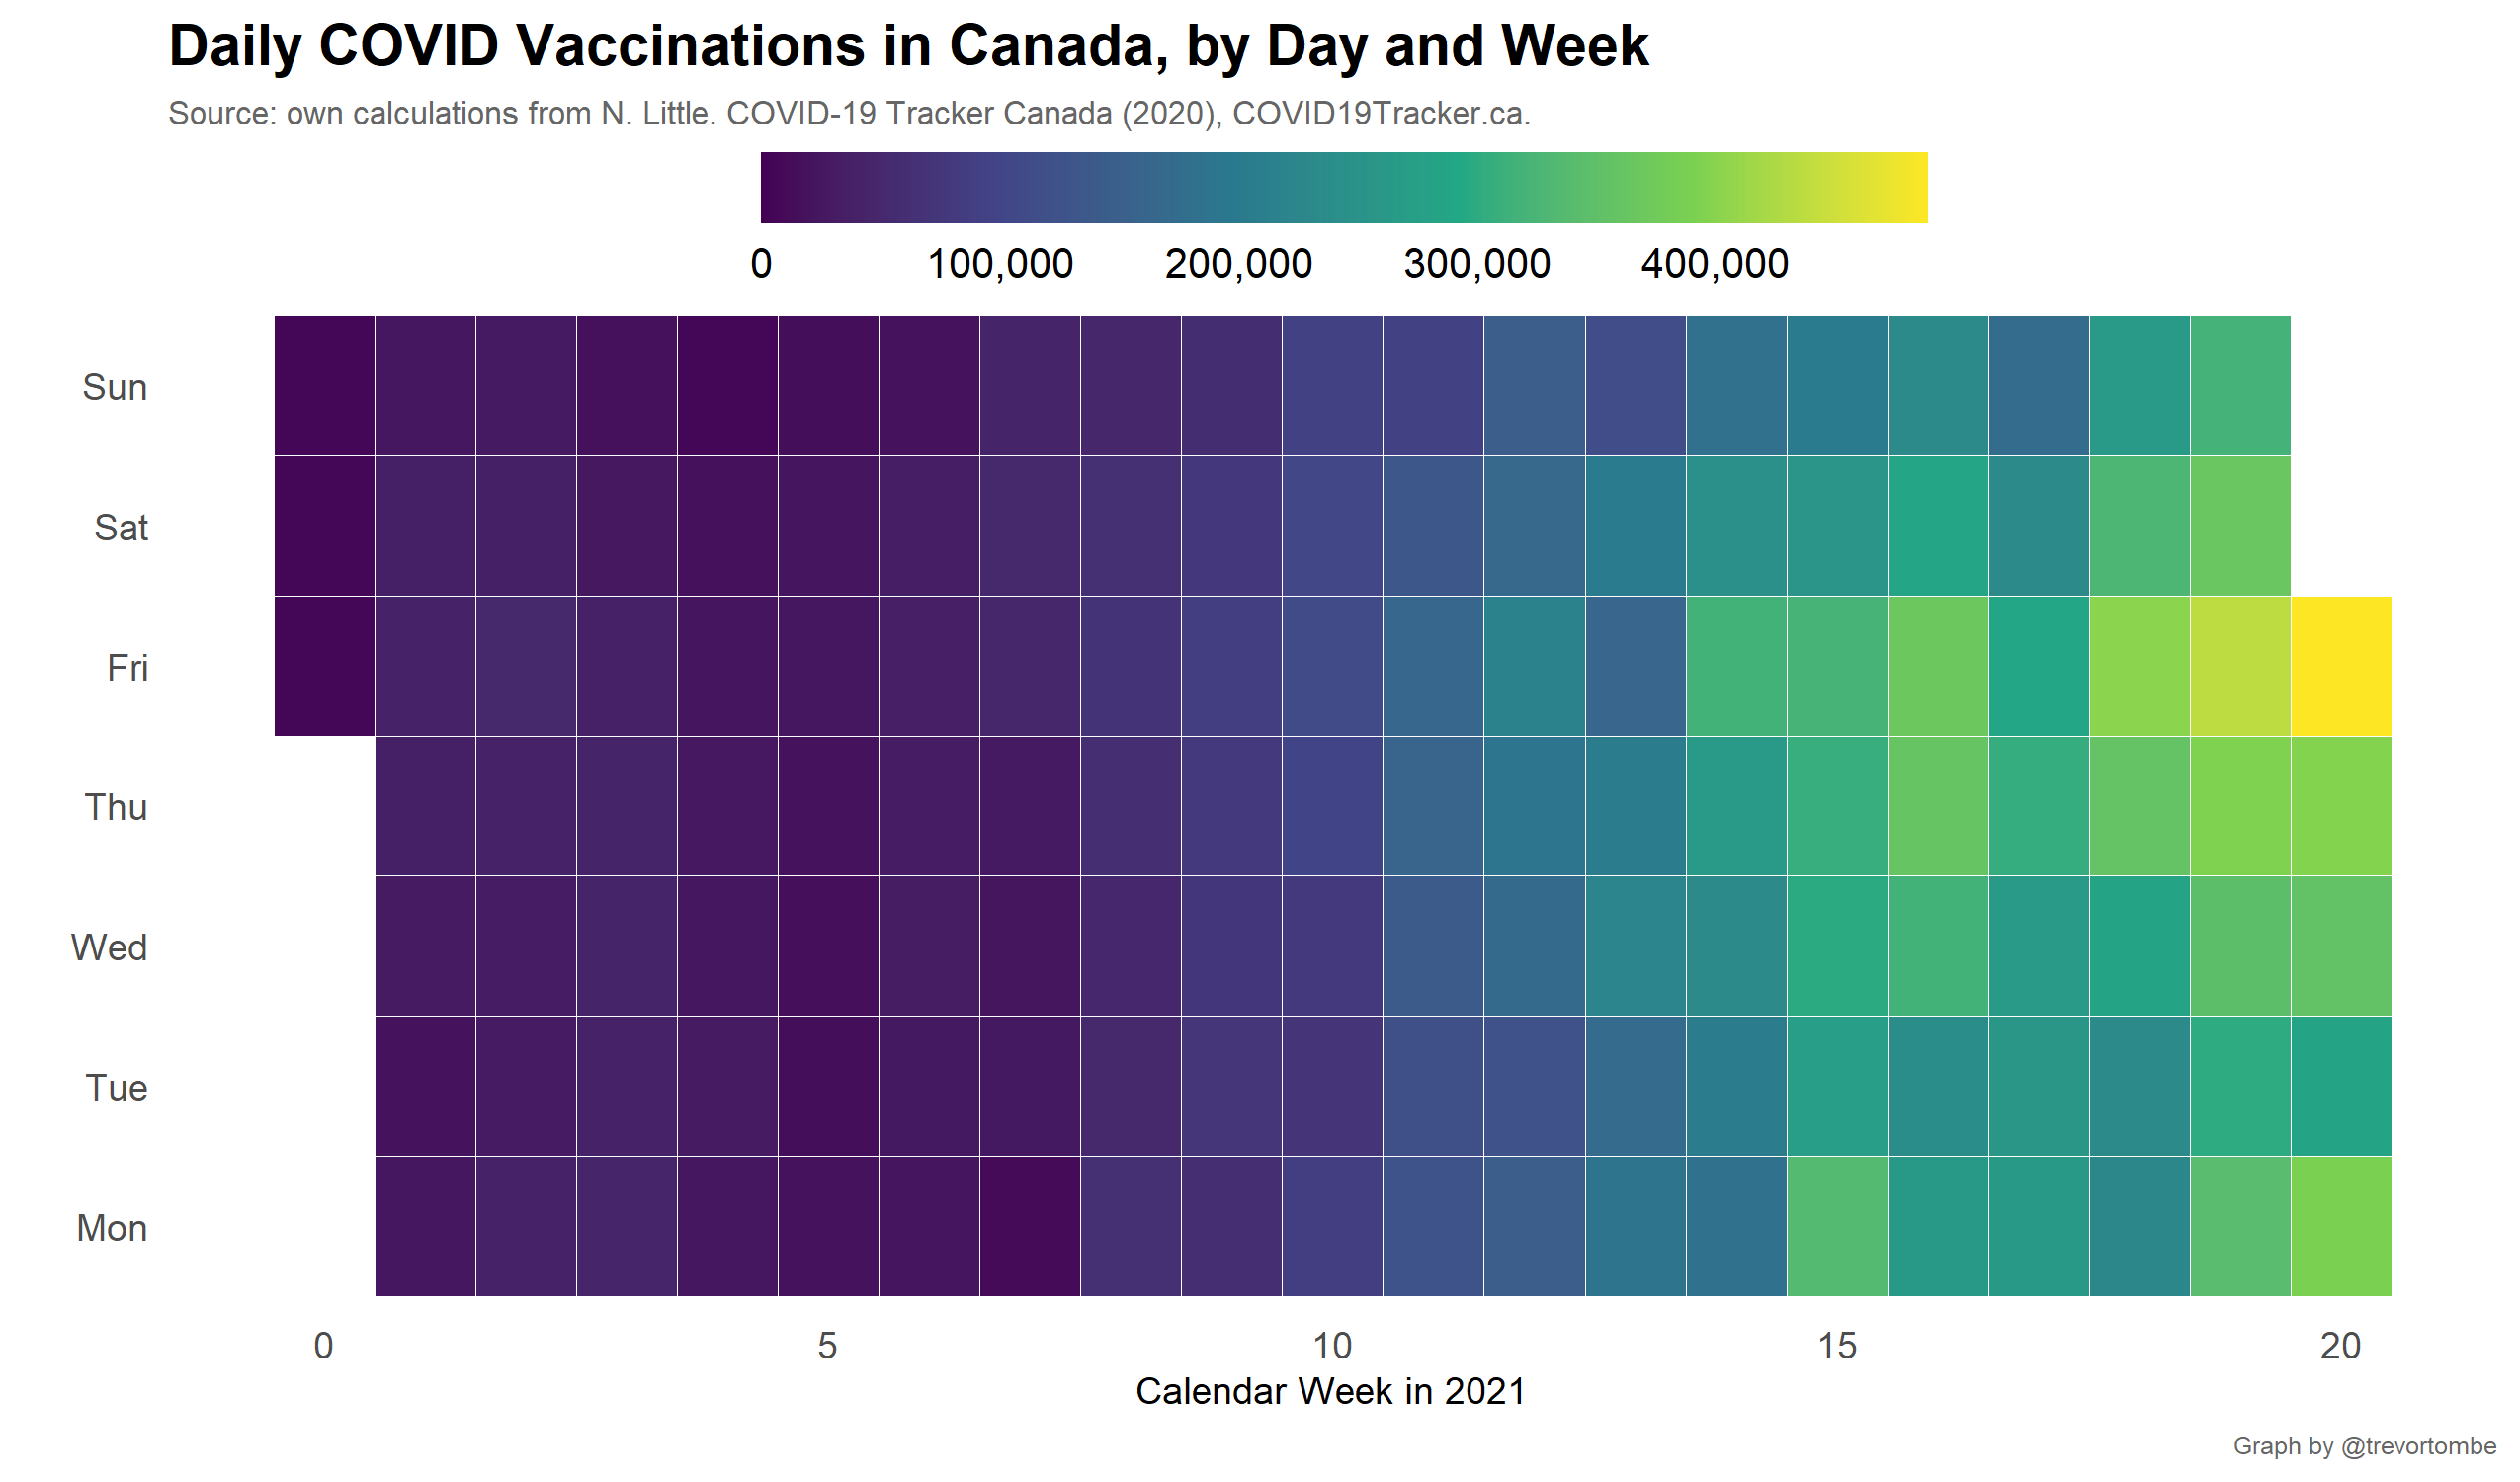 Daily COVID Vaccinations in Canada, by Day and Week
Source: own calculations from N. Little. COVID-19 Tracker Canada (2020), COVID19Tracker.ca.
0 100,000 200,000 300,000 400,000
Sun
Sat
Fri
Thu
Wed
Tue
Mon
0 5 10 15 20
Calendar Week in 2021
Graph by @trevortombe